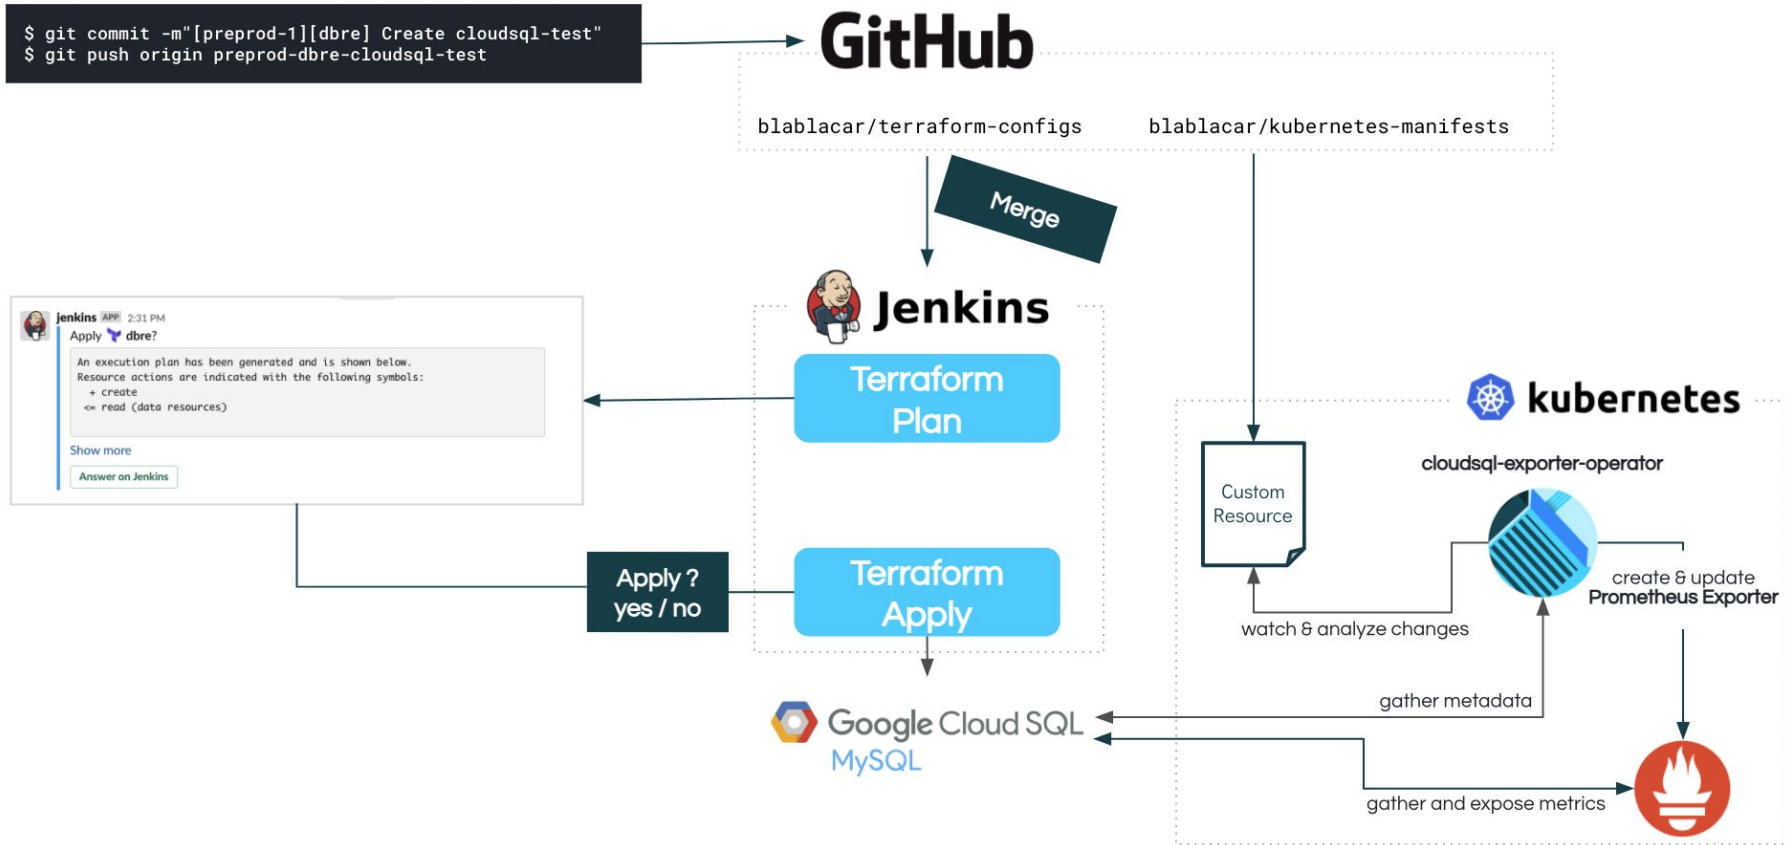 $ git commit -m"[preprod-1][dbre] Create cloudsql-test"
$ git push origin preprod-dbre-cloudsql-test
GitHub
blablacar/terraform-configs
blablacar/kubernetes-manifests
Merge
Jenkins
jenkins APP 2:31 PM
Apply dbre?
An execution plan has been generated and is shown below.
Resource actions are indicated with the following symbols:
+ create
<= read (data resources)
Show more
Answer on Jenkins
Terraform
Plan
Apply ?
yes / no
Terraform
Apply
Google Cloud SQL
MySQL
kubernetes
cloudsql-exporter-operator
Custom
Resource
create & update
Prometheus Exporter
watch & analyze changes
gather metadata
gather and expose metrics